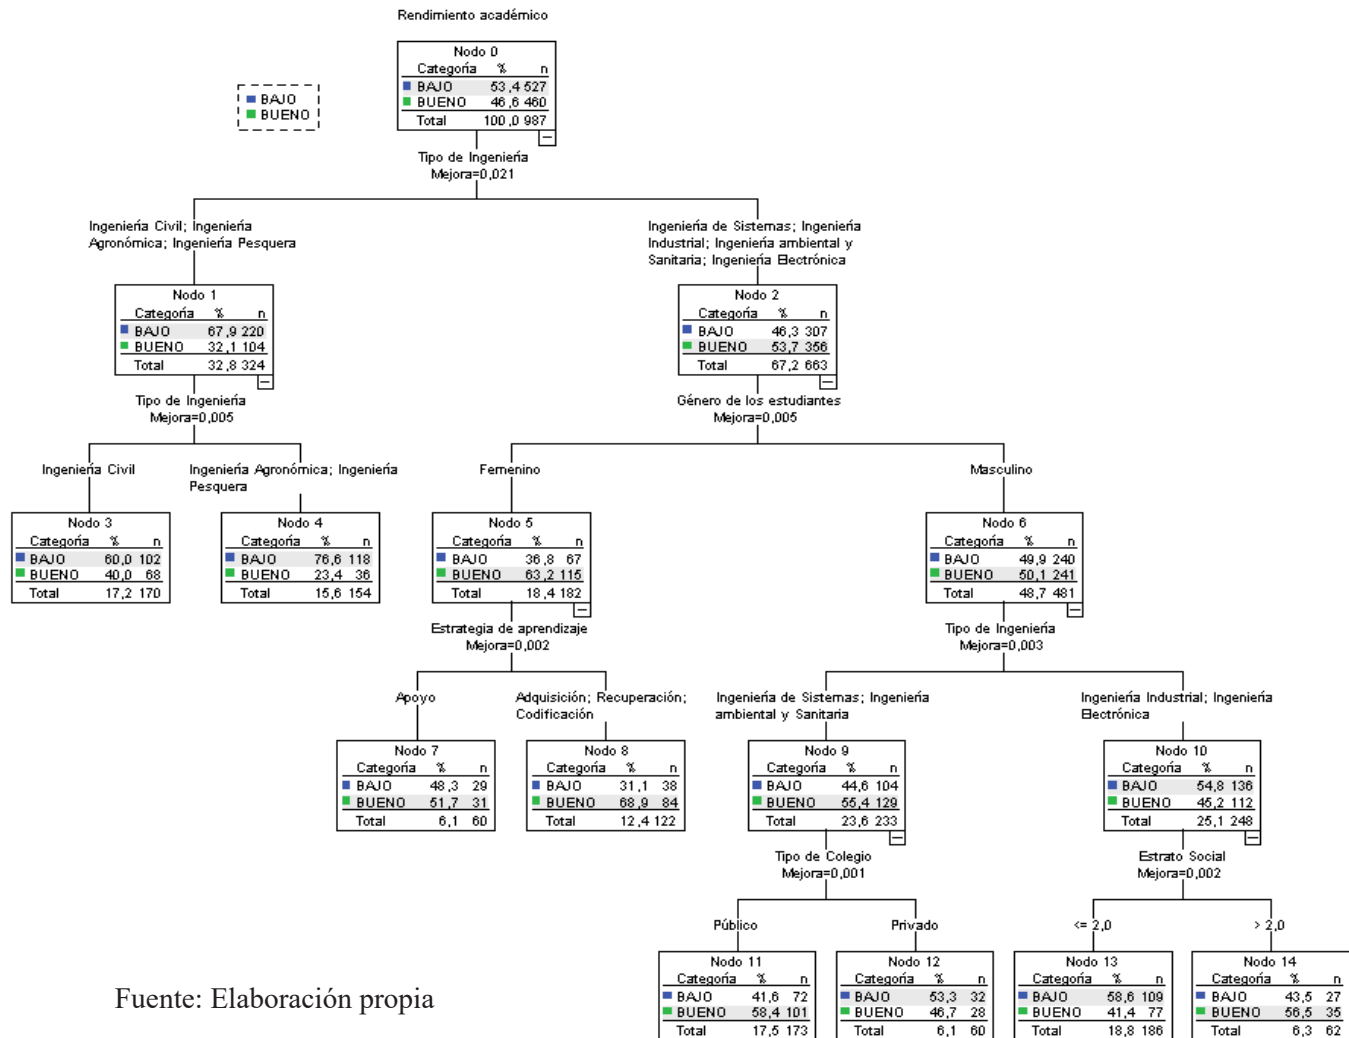 Rendimiento académico
Nodo 0
Categoría % n
BAJO 53,4 527
BUENO 46,6 460
Total 100,0 987
BAJO
BUENO
Tipo de Ingeniería
Mejora=0,021
Ingeniería Civil; Ingeniería
Agronómica; Ingeniería Pesquera
Ingeniería de Sistemas; Ingeniería
Industrial; Ingeniería ambiental y
Sanitaria; Ingeniería Electrónica
Nodo 1
Categoría % n
BAJO 67,9 220
BUENO 32,1 104
Total 32,8 324
Nodo 2
Categoría % n
BAJO 46,3 307
BUENO 53,7 356
Total 67,2 663
Tipo de Ingeniería
Mejora=0,005
Género de los estudiantes
Mejora=0,005
Ingeniería Civil
Ingeniería Agronómica; Ingeniería
Pesquera
Femenino
Masculino
Nodo 3
Categoría % n
BAJO 60,0 102
BUENO 40,0 68
Total 17,2 170
Nodo 4
Categoría % n
BAJO 76,6 118
BUENO 23,4 36
Total 15,6 154
Nodo 5
Categoría % n
BAJO 36,8 67
BUENO 63,2 115
Total 18,4 182
Nodo 6
Categoría % n
BAJO 49,9 240
BUENO 50,1 241
Total 48,7 481
Estrategia de aprendizaje
Mejora=0,002
Tipo de Ingeniería
Mejora=0,003
Apoyo
Adquisición; Recuperación;
Codificación
Ingeniería de Sistemas; Ingeniería
ambiental y Sanitaria
Ingeniería Industrial; Ingeniería
Electrónica
Nodo 7
Categoría % n
BAJO 48,3 29
BUENO 51,7 31
Total 6,1 60
Nodo 8
Categoría % n
BAJO 31,1 38
BUENO 68,9 84
Total 12,4 122
Nodo 9
Categoría % n
BAJO 44,6 104
BUENO 55,4 129
Total 23,6 233
Nodo 10
Categoría % n
BAJO 54,8 136
BUENO 45,2 112
Total 25,1 248
Tipo de Colegio
Mejora=0,001
Estrato Social
Mejora=0,002
Público
Privado
<= 2,0
> 2,0
Nodo 11
Categoría % n
BAJO 41,6 72
BUENO 58,4 101
Total 17,5 173
Nodo 12
Categoría % n
BAJO 53,3 32
BUENO 46,7 28
Total 6,1 60
Nodo 13
Categoría % n
BAJO 58,6 109
BUENO 41,4 77
Total 18,8 186
Nodo 14
Categoría % n
BAJO 43,5 27
BUENO 56,5 35
Total 6,3 62
Fuente: Elaboración propia